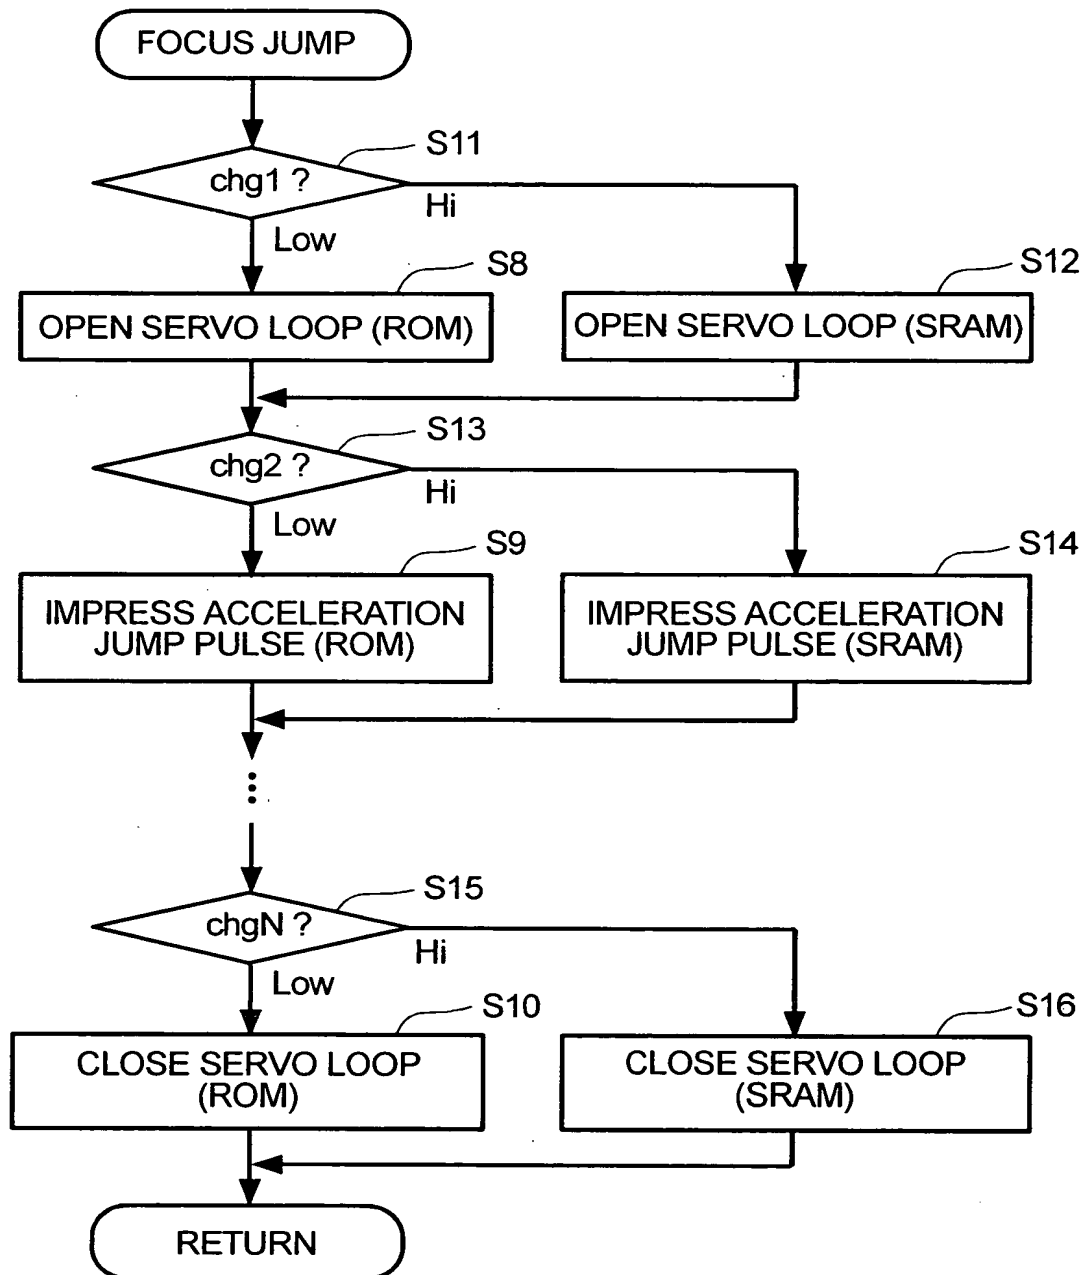 FOCUS JUMP
S11
chg1 ?
Hi
Low
S8
S12
OPEN SERVO LOOP (ROM)
OPEN SERVO LOOP (SRAM)
S13
chg2 ?
Hi
Low
S9
S14
IMPRESS ACCELERATION
JUMP PULSE (ROM)
IMPRESS ACCELERATION
JUMP PULSE (SRAM)
S15
chgN ?
Hi
Low
S10
S16
CLOSE SERVO LOOP
(ROM)
CLOSE SERVO LOOP
(SRAM)
RETURN